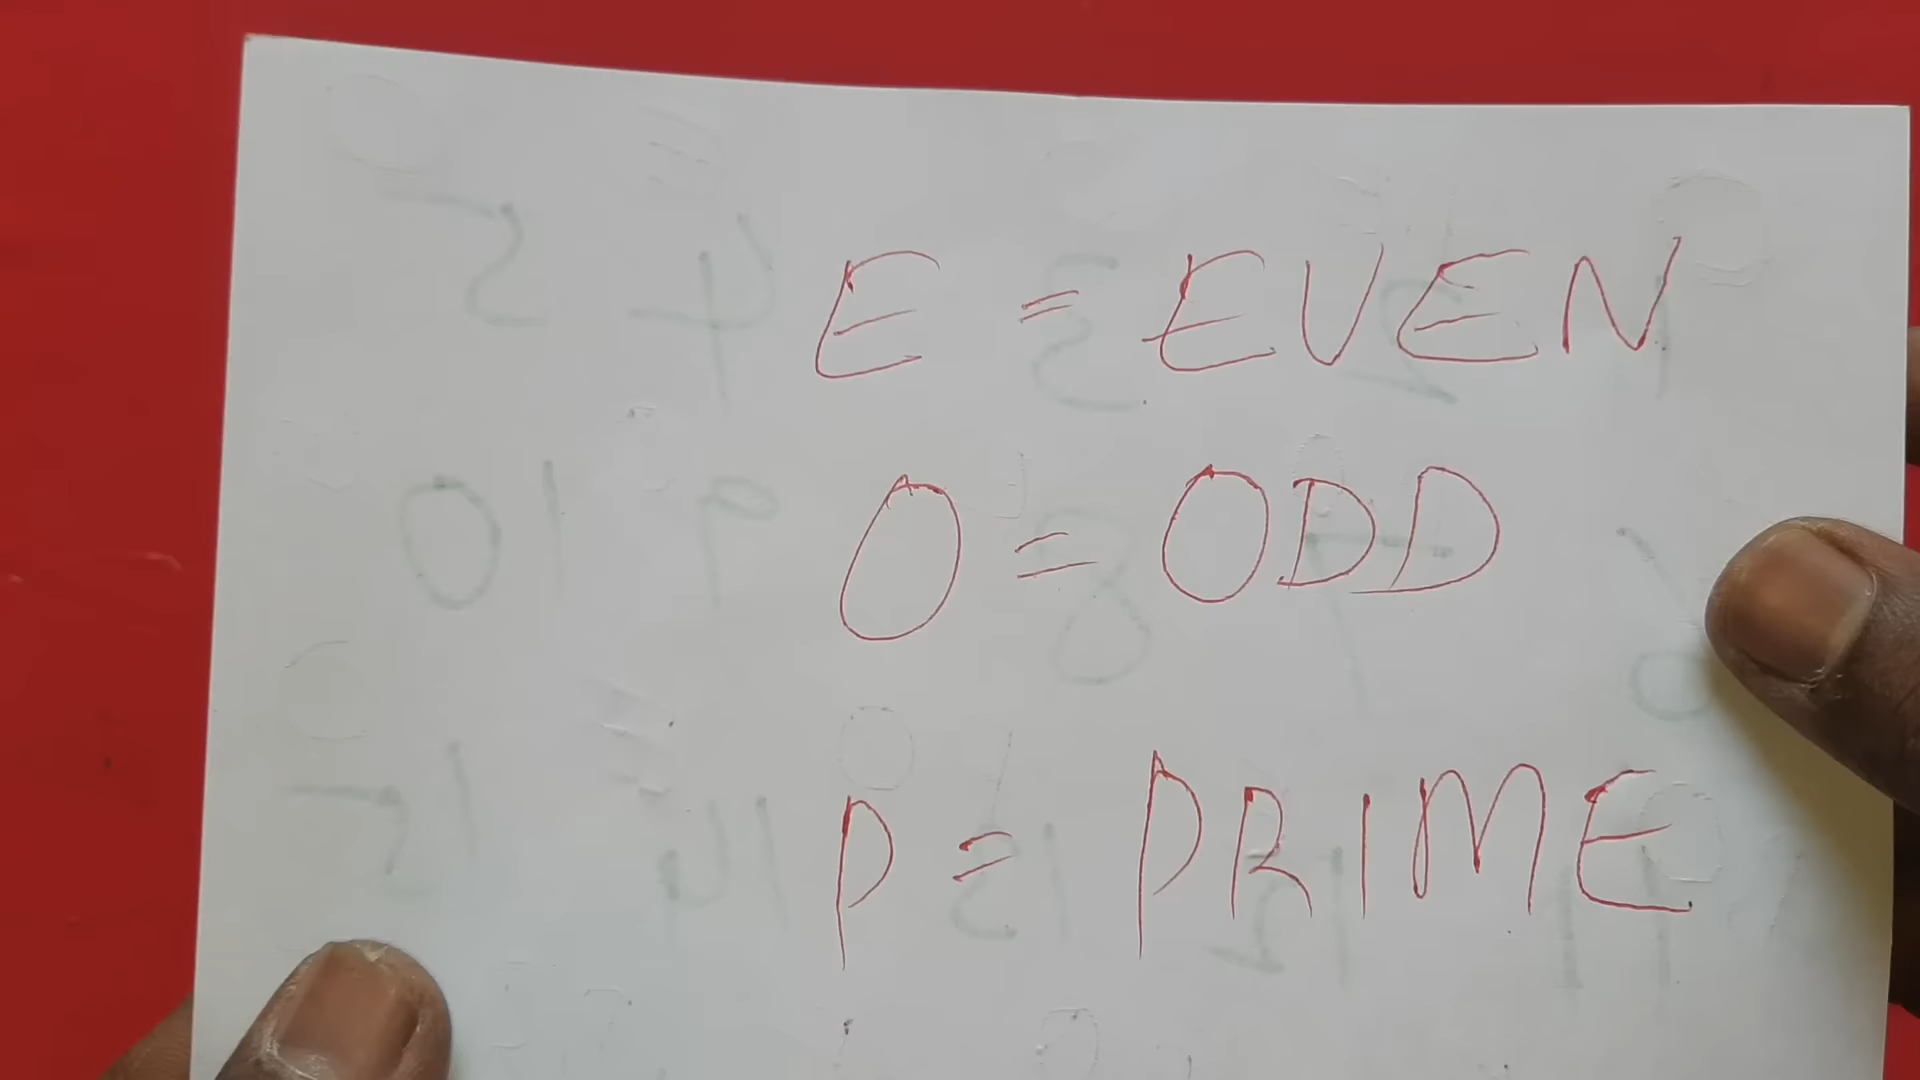 E = EVEN
O = ODD
P = PRIME